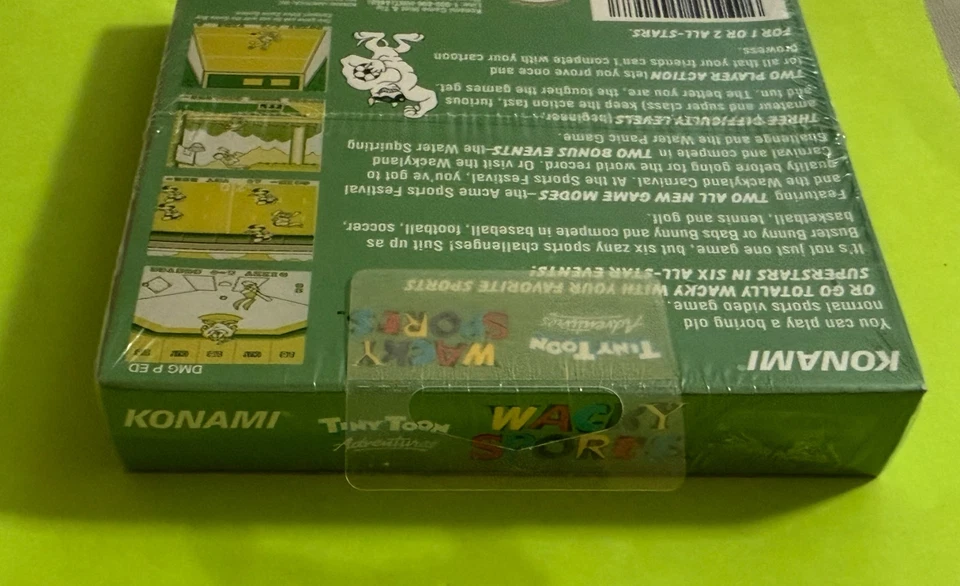 KONAMI
TINY TOON
Adventures
WACKY
SPORTS
You can play a boring old
normal sports video game.
OR GO TOTALLY WACKY WITH YOUR FAVORITE SPORTS
SUPERSTARS IN SIX ALL-STAR EVENTS!
It's not just one game, but six zany sports challenges! Suit up as
Buster Bunny or Babs Bunny and compete in baseball, football, soccer,
basketball, tennis and golf.
Featuring TWO ALL NEW GAME MODES-the Acme Sports Festival
and the Wackyland Carnival. At the Sports Festival, you've got to
qualify before going for the world record. Or visit the Wackyland
Carnival and compete in TWO BONUS EVENTS-the Water Squirting
Challenge and the Water Panic Game.
THREE DIFFICULTY LEVELS (beginner,
amateur and super class) keep the action fast, furious
and fun. The better you are, the tougher the games get.
TWO PLAYER ACTION lets you prove once and
for all that your friends can't compete with your cartoon
prowess.
FOR 1 OR 2 ALL-STARS.
DMG P ED
Konami Game Hint & Tip
KONAMI
TINY TOON
Adventures
WACKY
SPORTS